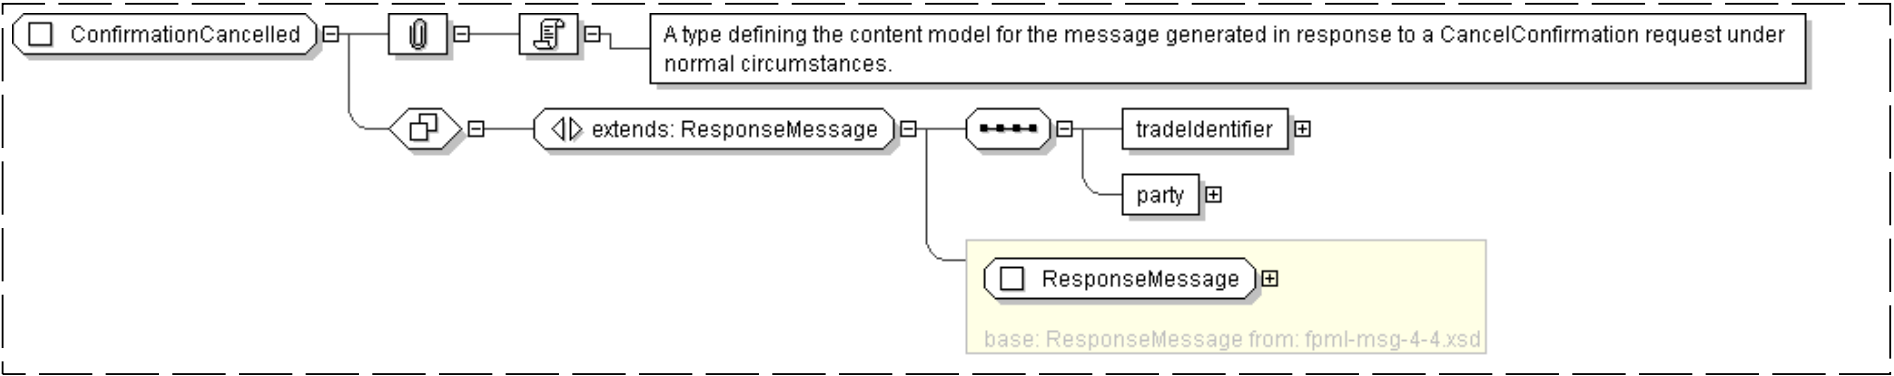 ConfirmationCancelled
A type defining the content model for the message generated in response to a CancelConfirmation request under
normal circumstances.
extends: ResponseMessage
tradeIdentifier
party
ResponseMessage
base: ResponseMessage from: fpml-msg-4-4.xsd